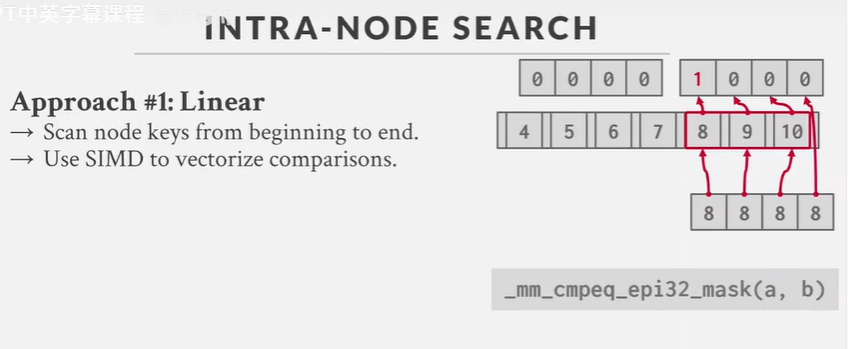 PT中英字幕课程
INTRA-NODE SEARCH
Approach #1: Linear
→ Scan node keys from beginning to end.
→ Use SIMD to vectorize comparisons.
0 0 0 0 1 0 0 0
4 5 6 7 8 9 10
8 8 8 8
_mm_cmpeq_epi32_mask(a, b)